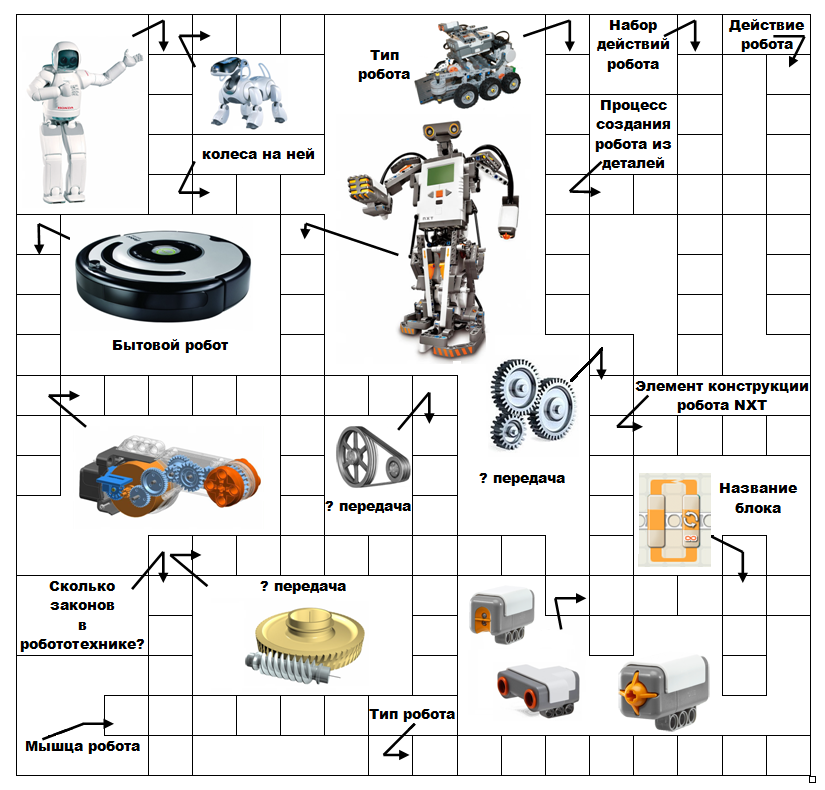 Тип
робота
Набор
действий
робота
Действие
робота
Процесс
создания
робота из
деталей
колеса на ней
NXT
Бытовой робот
Элемент конструкции
робота NXT
? передача
? передача
Название
блока
Сколько
законов
в
робототехнике?
? передача
Тип робота
Мышца робота